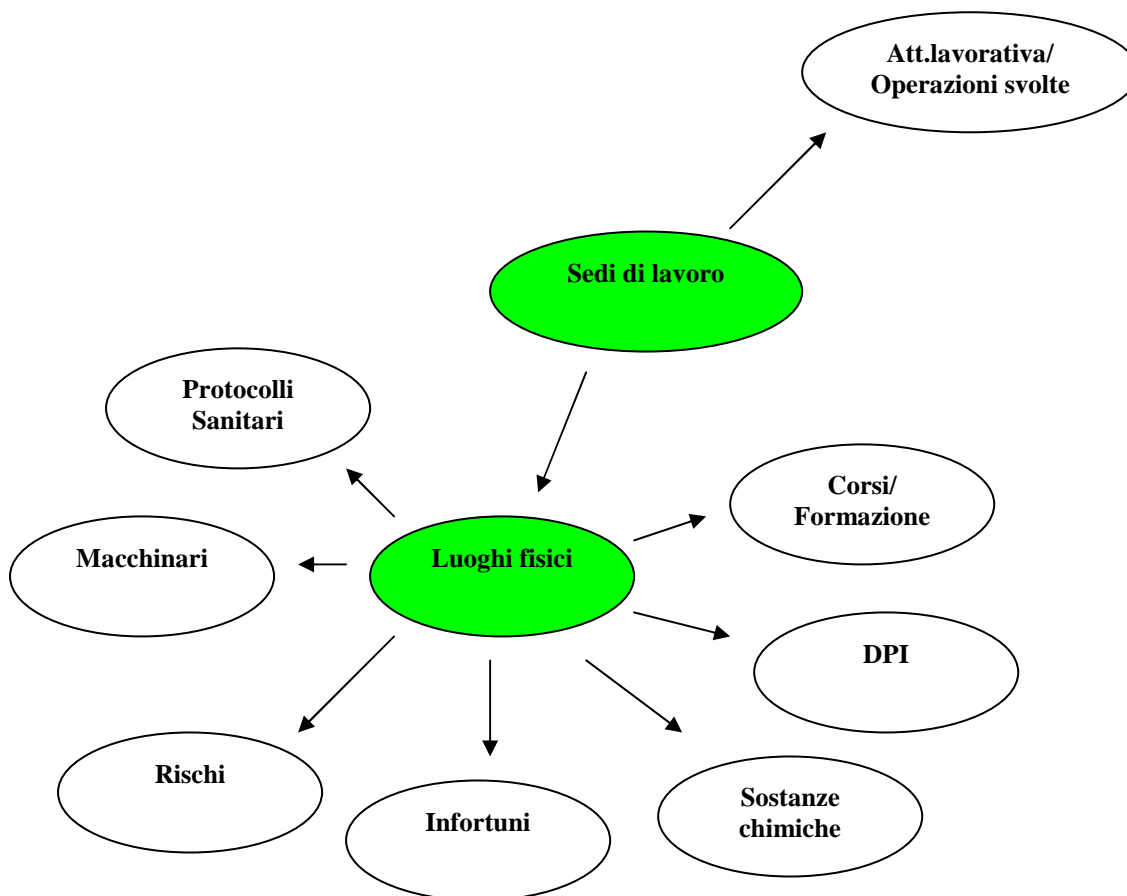 Att.lavorativa/
Operazioni svolte
Sedi di lavoro
Protocolli
Sanitari
Corsi/
Formazione
Macchinari
Luoghi fisici
DPI
Rischi
Infortuni
Sostanze
chimiche